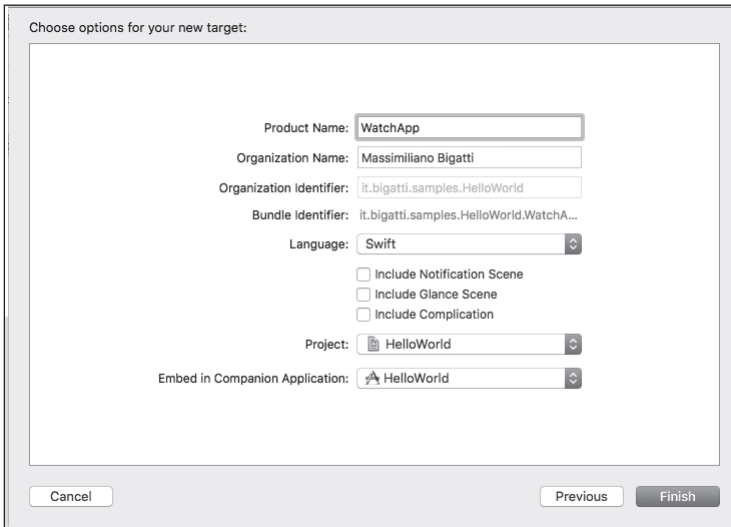 Choose options for your new target:
Product Name: WatchApp
Organization Name: Massimiliano Bigatti
Organization Identifier: it.bigatti.samples.HelloWorld
Bundle Identifier: it.bigatti.samples.HelloWorld.WatchA...
Language: Swift
Include Notification Scene
Include Glance Scene
Include Complication
Project: HelloWorld
Embed in Companion Application: HelloWorld
Cancel Previous Finish